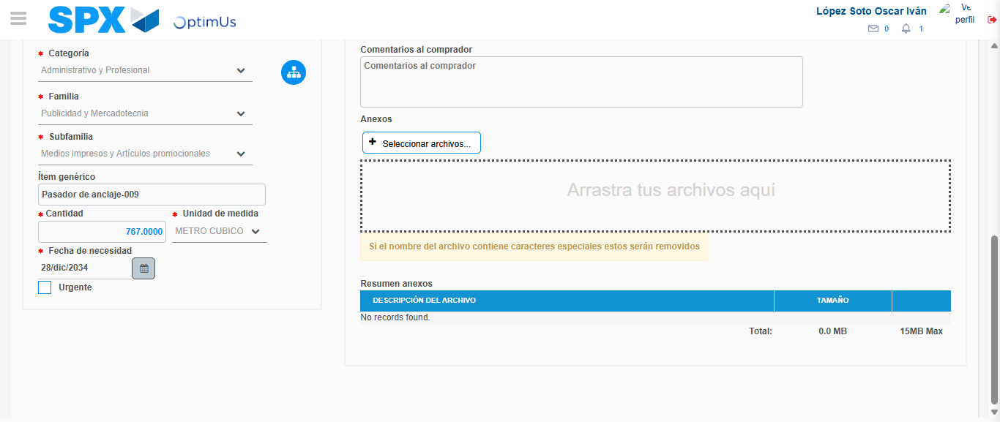 SPX OptimUs
López Soto Oscar Iván
0 1
Ve
perfil
* Categoría
Administrativo y Profesional
* Familia
Publicidad y Mercadotecnia
* Subfamilia
Medios impresos y Artículos promocionales
Ítem genérico
Pasador de anclaje-009
* Cantidad * Unidad de medida
767.0000 METRO CUBICO
* Fecha de necesidad
28/dic/2034
Urgente
Comentarios al comprador
Comentarios al comprador
Anexos
+ Seleccionar archivos...
Arrastra tus archivos aquí
Si el nombre del archivo contiene caracteres especiales estos serán removidos
Resumen anexos
DESCRIPCIÓN DEL ARCHIVO TAMAÑO
No records found.
Total: 0.0 MB 15MB Max